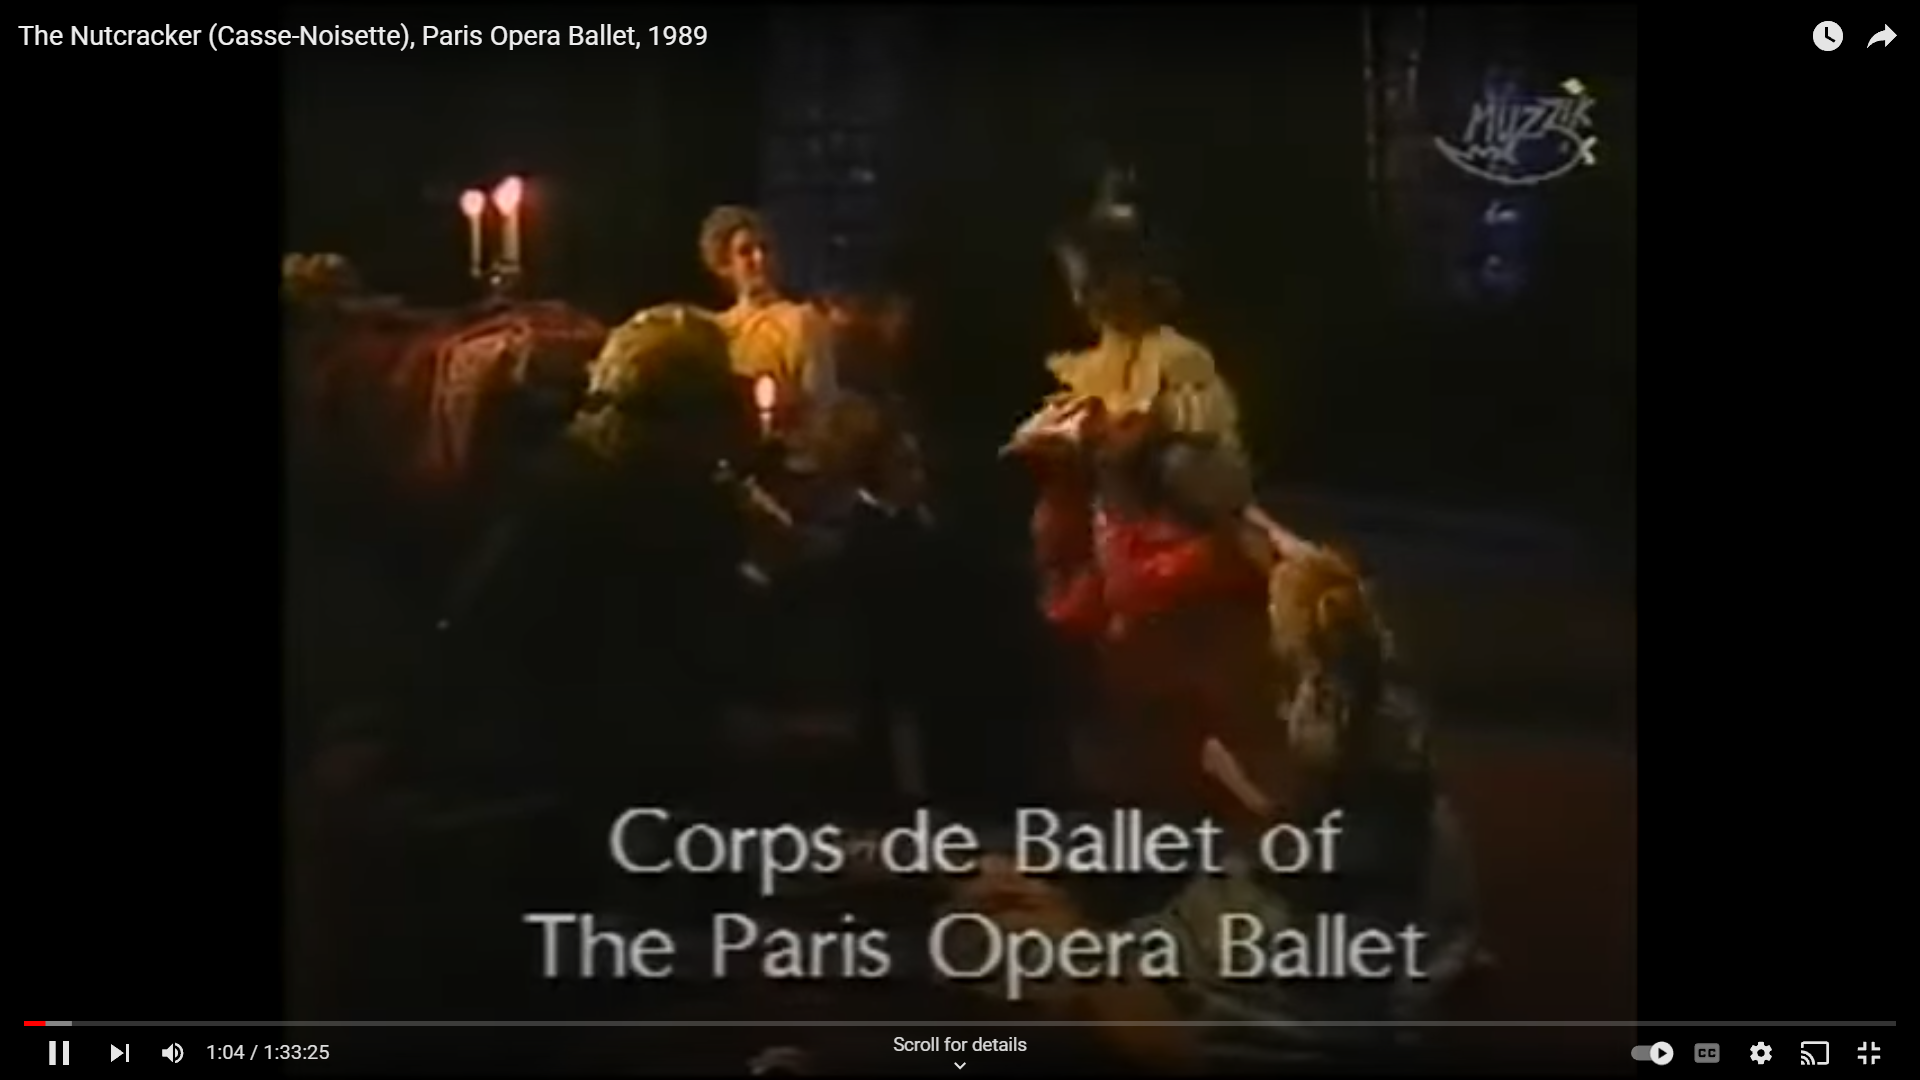 The Nutcracker (Casse-Noisette), Paris Opera Ballet, 1989
MUZZIK
Corps de Ballet of
The Paris Opera Ballet
1:04 / 1:33:25
Scroll for details
CC